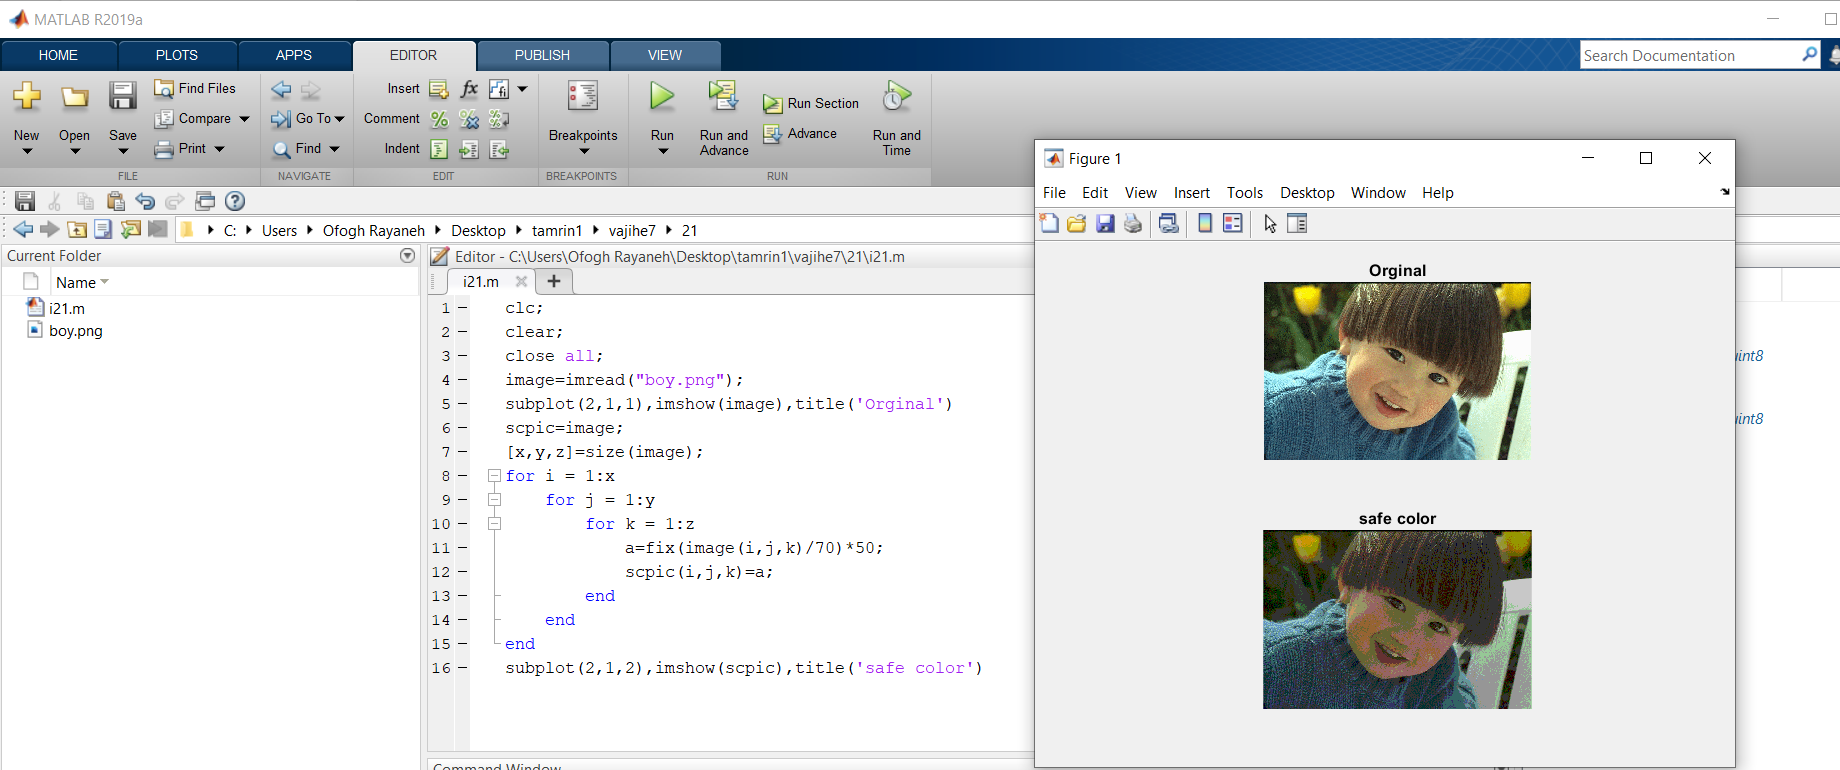 MATLAB R2019a
HOME PLOTS APPS EDITOR PUBLISH VIEW
Search Documentation
New Open Save
Find Files
Compare
Print
FILE
Go To
Find
NAVIGATE
Insert fx fi
Comment
Indent
EDIT
Breakpoints
BREAKPOINTS
Run
Run and Advance
Run Section
Advance
Run and Time
RUN
C: Users Ofogh Rayaneh Desktop tamrin1 vajihe7 21
Current Folder
Name
i21.m
boy.png
Editor - C:\Users\Ofogh Rayaneh\Desktop\tamrin1\vajihe7\21\i21.m
i21.m
1 clc;
2 clear;
3 close all;
4 image=imread("boy.png");
5 subplot(2,1,1),imshow(image),title('Orginal')
6 scpic=image;
7 [x,y,z]=size(image);
8 for i = 1:x
9 for j = 1:y
10 for k = 1:z
11 a=fix(image(i,j,k)/70)*50;
12 scpic(i,j,k)=a;
13 end
14 end
15 end
16 subplot(2,1,2),imshow(scpic),title('safe color')
Command Window
Figure 1
File Edit View Insert Tools Desktop Window Help
Orginal
safe color
uint8
uint8